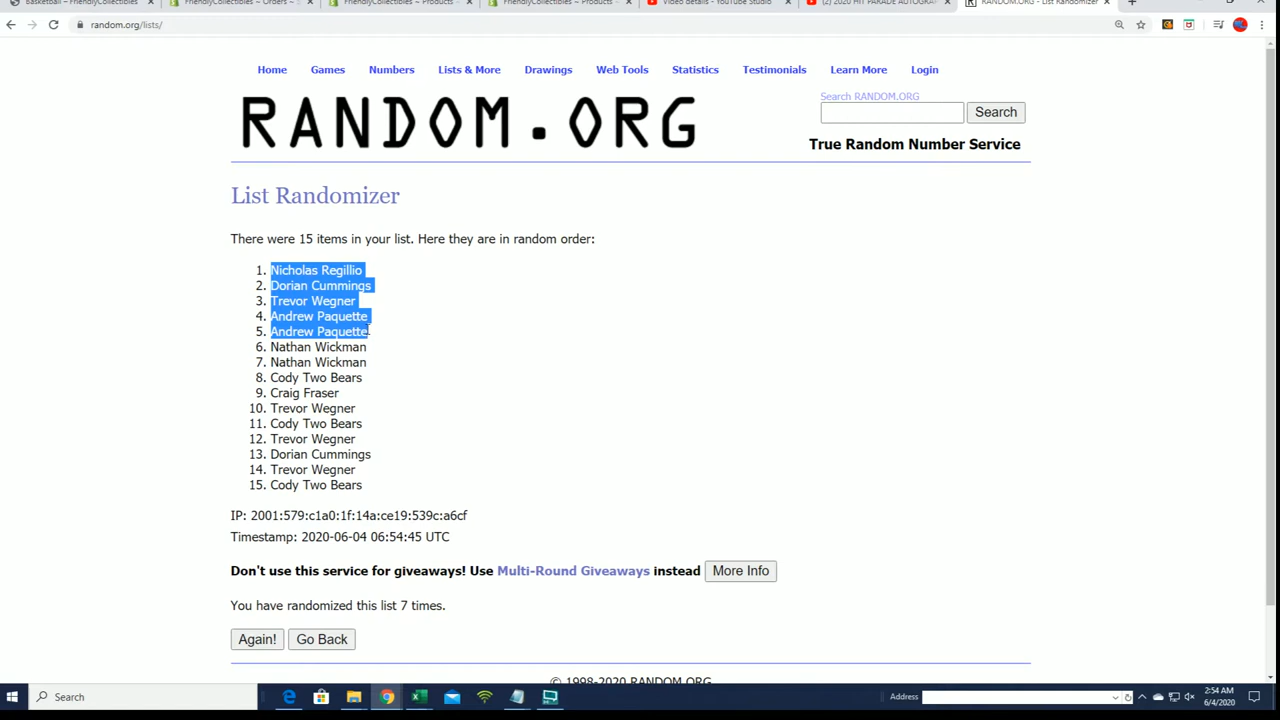 Basketball – FriendlyCollectibles × FriendlyCollectibles ~ Orders ~ × FriendlyCollectibles ~ Products ~ × FriendlyCollectibles ~ Products ~ × Video details - YouTube Studio × (2) 2020 HIT PARADE AUTOGRA × RANDOM.ORG - List Randomizer ×
random.org/lists/
Home Games Numbers Lists & More Drawings Web Tools Statistics Testimonials Learn More Login
Search RANDOM.ORG
RANDOM.ORG
Search
True Random Number Service
List Randomizer
There were 15 items in your list. Here they are in random order:
1. Nicholas Regillio
2. Dorian Cummings
3. Trevor Wegner
4. Andrew Paquette
5. Andrew Paquette
6. Nathan Wickman
7. Nathan Wickman
8. Cody Two Bears
9. Craig Fraser
10. Trevor Wegner
11. Cody Two Bears
12. Trevor Wegner
13. Dorian Cummings
14. Trevor Wegner
15. Cody Two Bears
IP: 2001:579:c1a0:1f:14a:ce19:539c:a6cf
Timestamp: 2020-06-04 06:54:45 UTC
Don't use this service for giveaways! Use Multi-Round Giveaways instead More Info
You have randomized this list 7 times.
Again! Go Back
© 1998-2020 RANDOM.ORG
Search
Address
2:54 AM
6/4/2020